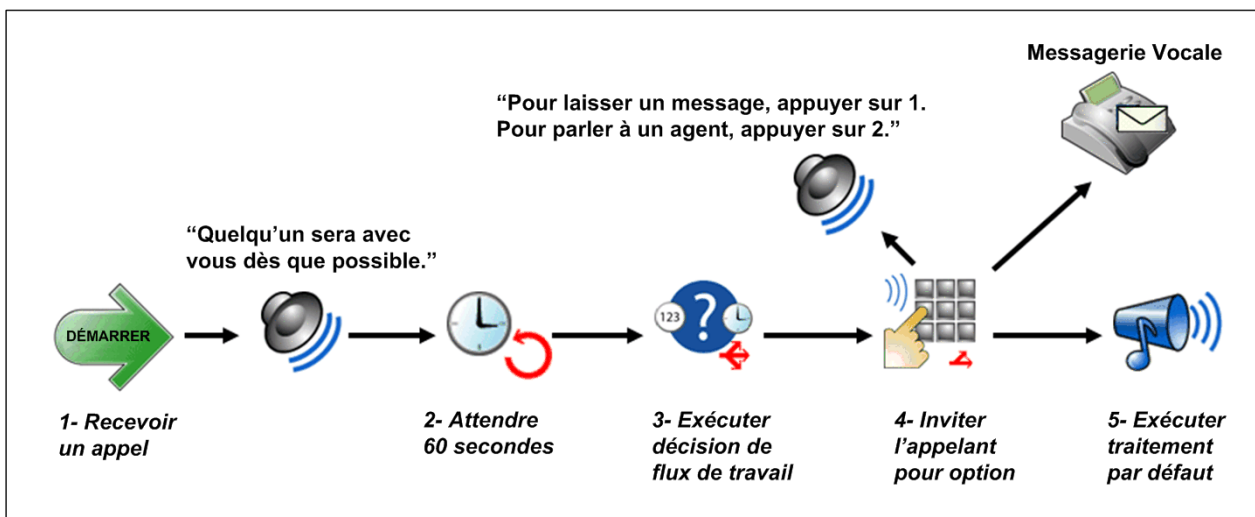 Messagerie Vocale
“Pour laisser un message, appuyer sur 1.
Pour parler à un agent, appuyer sur 2.”
“Quelqu’un sera avec
vous dès que possible.”
DÉMARRER
123
?
1- Recevoir
un appel
2- Attendre
60 secondes
3- Exécuter
décision de
flux de travail
4- Inviter
l’appelant
pour option
5- Exécuter
traitement
par défaut